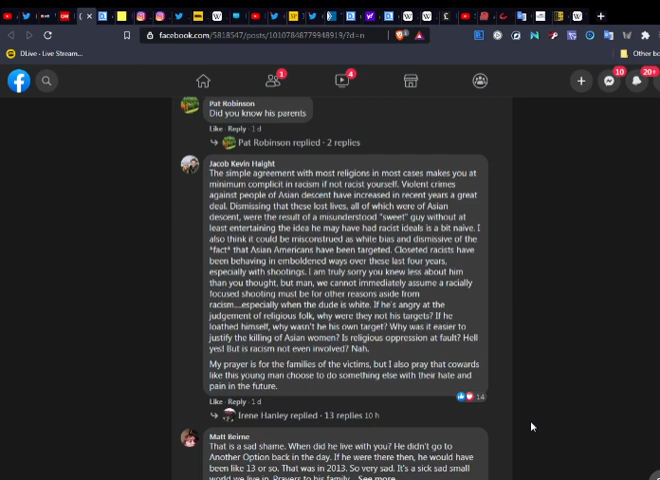 DLive - Live Stream...
facebook.com/5818547/posts/10107848779948919/?d=n
Other bo
1
4
10
20+
Pat Robinson
Did you know his parents
Like · Reply · 1 d
Pat Robinson replied · 2 replies
Jacob Kevin Haight
The simple agreement with most religions in most cases makes you at
minimum complicit in racism if not racist yourself. Violent crimes
against people of Asian descent have increased in recent years a great
deal. Dismissing that these lost lives, all of which were of Asian
descent, were the result of a misunderstood "sweet" guy without at
least entertaining the idea he may have had racist ideals is a bit naive. I
also think it could be misconstrued as white bias and dismissive of the
*fact* that Asian Americans have been targeted. Closeted racists have
been behaving in emboldened ways over these last four years,
especially with shootings. I am truly sorry you knew less about him
than you thought, but man, we cannot immediately assume a racially
focused shooting must be for other reasons aside from
racism....especially when the dude is white. If he's angry at the
judgement of religious folk, why were they not his targets? If he
loathed himself, why wasn't he his own target? Why was it easier to
justify the killing of Asian women? Is religious oppression at fault? Hell
yes! But is racism not even involved? Nah.
My prayer is for the families of the victims, but I also pray that cowards
like this young man choose to do something else with their hate and
pain in the future.
14
Like · Reply · 1 d
Irene Hanley replied · 13 replies 10 h
Matt Beirne
That is a sad shame. When did he live with you? He didn't go to
Another Option back in the day. If he were there then, he would have
been like 13 or so. That was in 2013. So very sad. It's a sick sad small
world we live in. Prayers to his family... See more